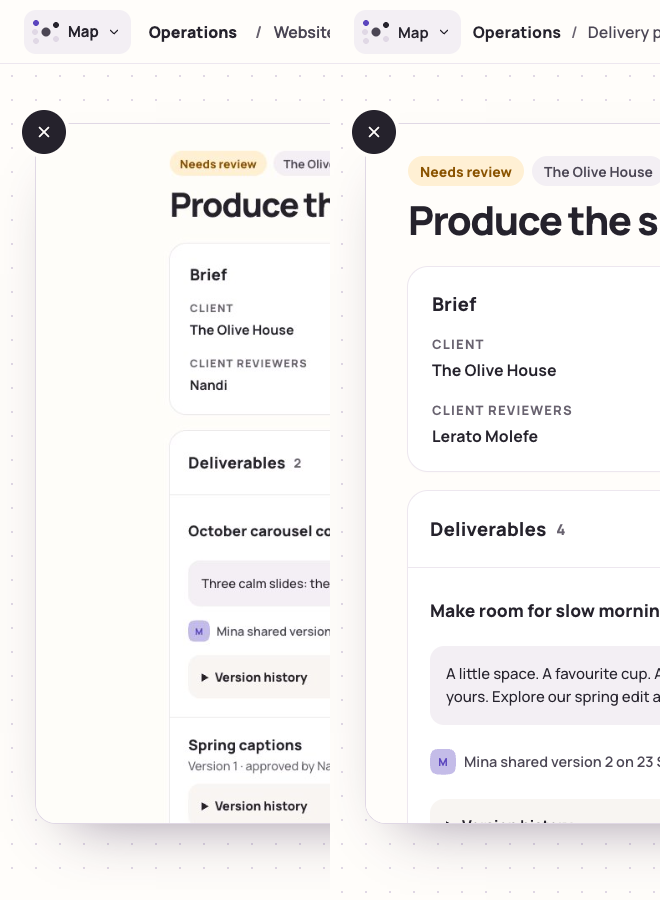 Map
Operations / Website
Needs review
The Olive
Produce th
Brief
CLIENT
The Olive House
CLIENT REVIEWERS
Nandi
Deliverables 2
October carousel co
Three calm slides: the
M Mina shared version
Version history
Spring captions
Version 1 · approved by Na
Version history
Map
Operations / Delivery p
Needs review
The Olive House
Produce the s
Brief
CLIENT
The Olive House
CLIENT REVIEWERS
Lerato Molefe
Deliverables 4
Make room for slow mornin
A little space. A favourite cup. A
yours. Explore our spring edit a
M Mina shared version 2 on 23 S
Version history